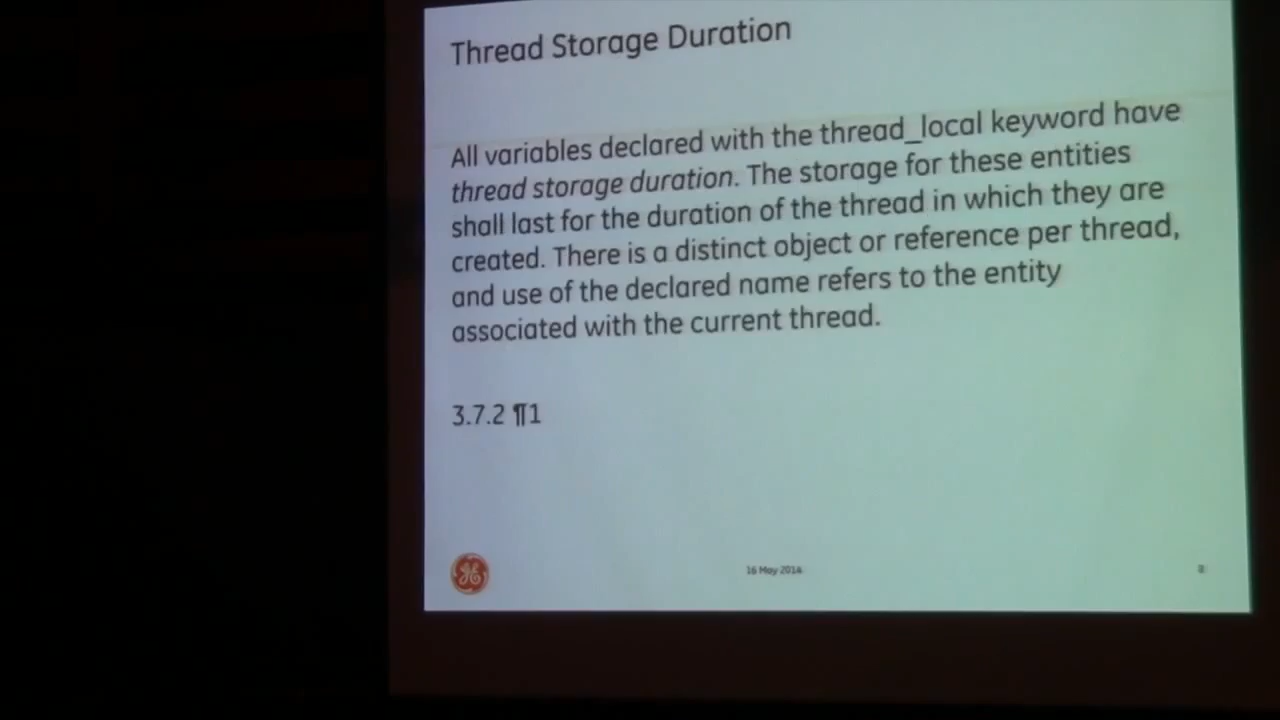 Thread Storage Duration
All variables declared with the thread_local keyword have
thread storage duration. The storage for these entities
shall last for the duration of the thread in which they are
created. There is a distinct object or reference per thread,
and use of the declared name refers to the entity
associated with the current thread.
3.7.2 ¶1
GE
16 May 2014
8